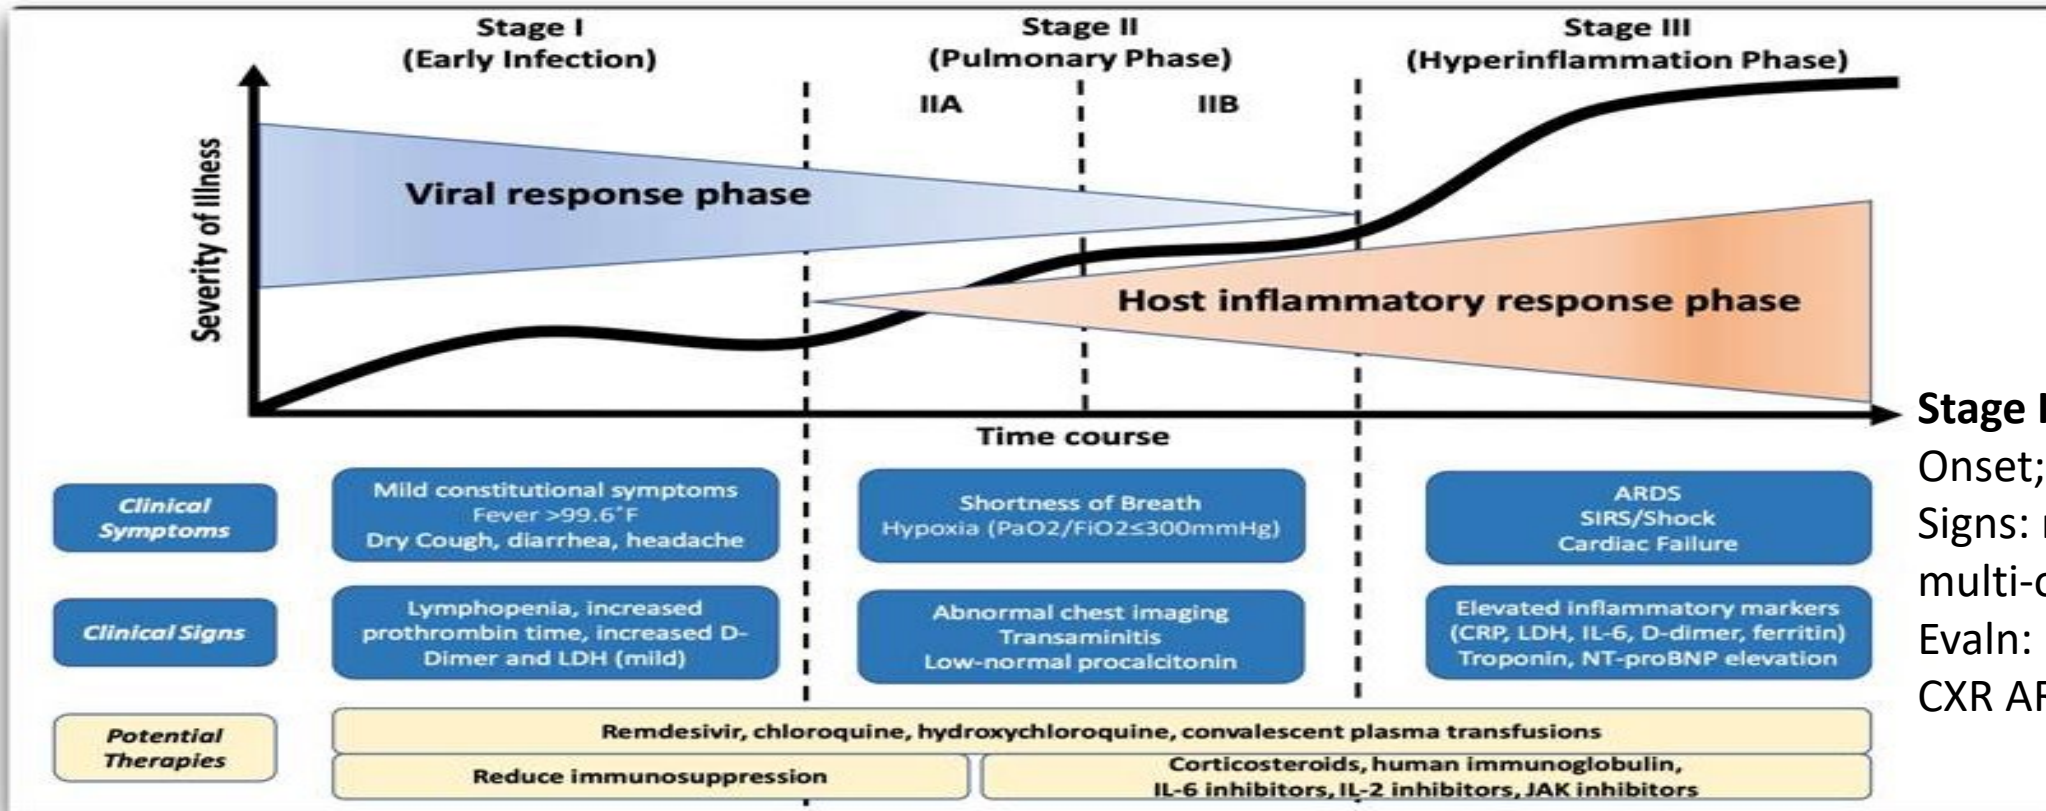 Stage I
(Early Infection)
Stage II
(Pulmonary Phase)
Stage III
(Hyperinflammation Phase)
IIA
IIB
Severity of Illness
Viral response phase
Host inflammatory response phase
Time course
Clinical
Symptoms
Mild constitutional symptoms
Fever >99.6°F
Dry Cough, diarrhea, headache
Shortness of Breath
Hypoxia (PaO2/FiO2≤300mmHg)
ARDS
SIRS/Shock
Cardiac Failure
Clinical Signs
Lymphopenia, increased
prothrombin time, increased D-
Dimer and LDH (mild)
Abnormal chest imaging
Transaminitis
Low-normal procalcitonin
Elevated inflammatory markers
(CRP, LDH, IL-6, D-dimer, ferritin)
Troponin, NT-proBNP elevation
Potential
Therapies
Remdesivir, chloroquine, hydroxychloroquine, convalescent plasma transfusions
Reduce immunosuppression
Corticosteroids, human immunoglobulin,
IL-6 inhibitors, IL-2 inhibitors, JAK inhibitors
Stage
Onset;
Signs:
multi-
Evaln:
CXR